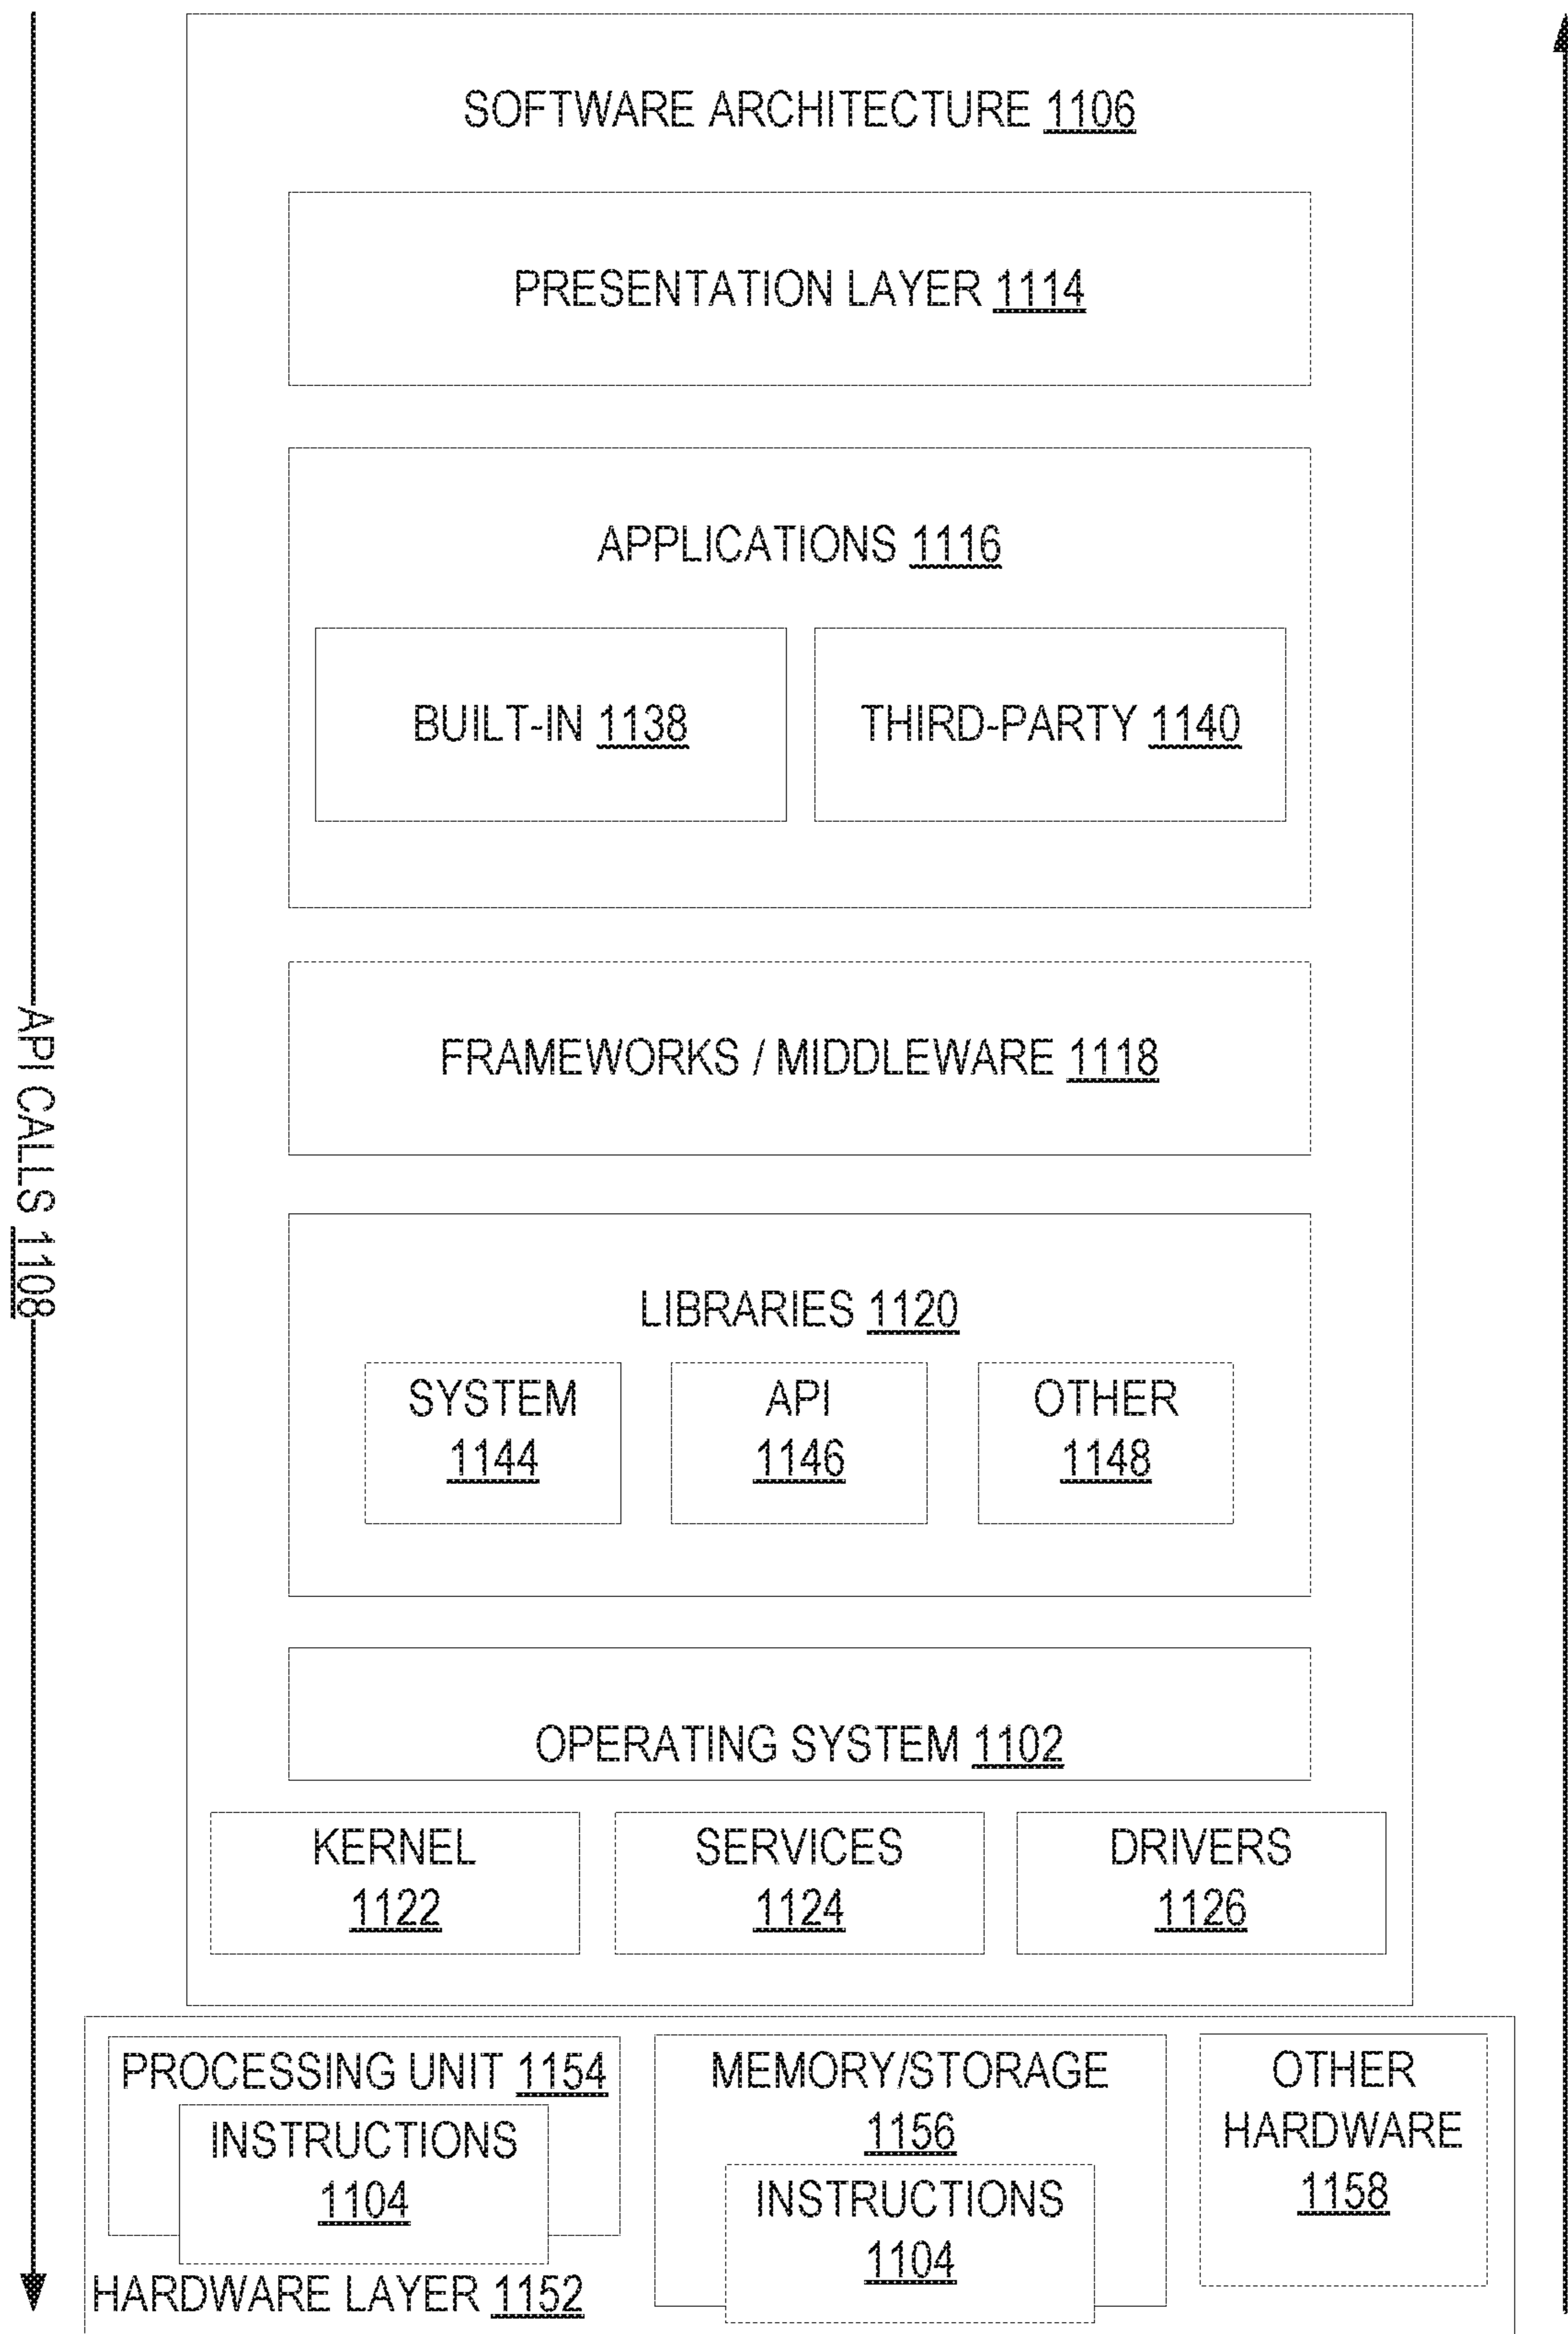 SOFTWARE ARCHITECTURE 1106
PRESENTATION LAYER 1114
APPLICATIONS 1116
BUILT-IN 1138
THIRD-PARTY 1140
FRAMEWORKS / MIDDLEWARE 1118
API CALLS 1108
LIBRARIES 1120
SYSTEM
1144
API
1146
OTHER
1148
OPERATING SYSTEM 1102
KERNEL
1122
SERVICES
1124
DRIVERS
1126
PROCESSING UNIT 1154
INSTRUCTIONS
1104
MEMORY/STORAGE
1156
INSTRUCTIONS
1104
OTHER
HARDWARE
1158
HARDWARE LAYER 1152